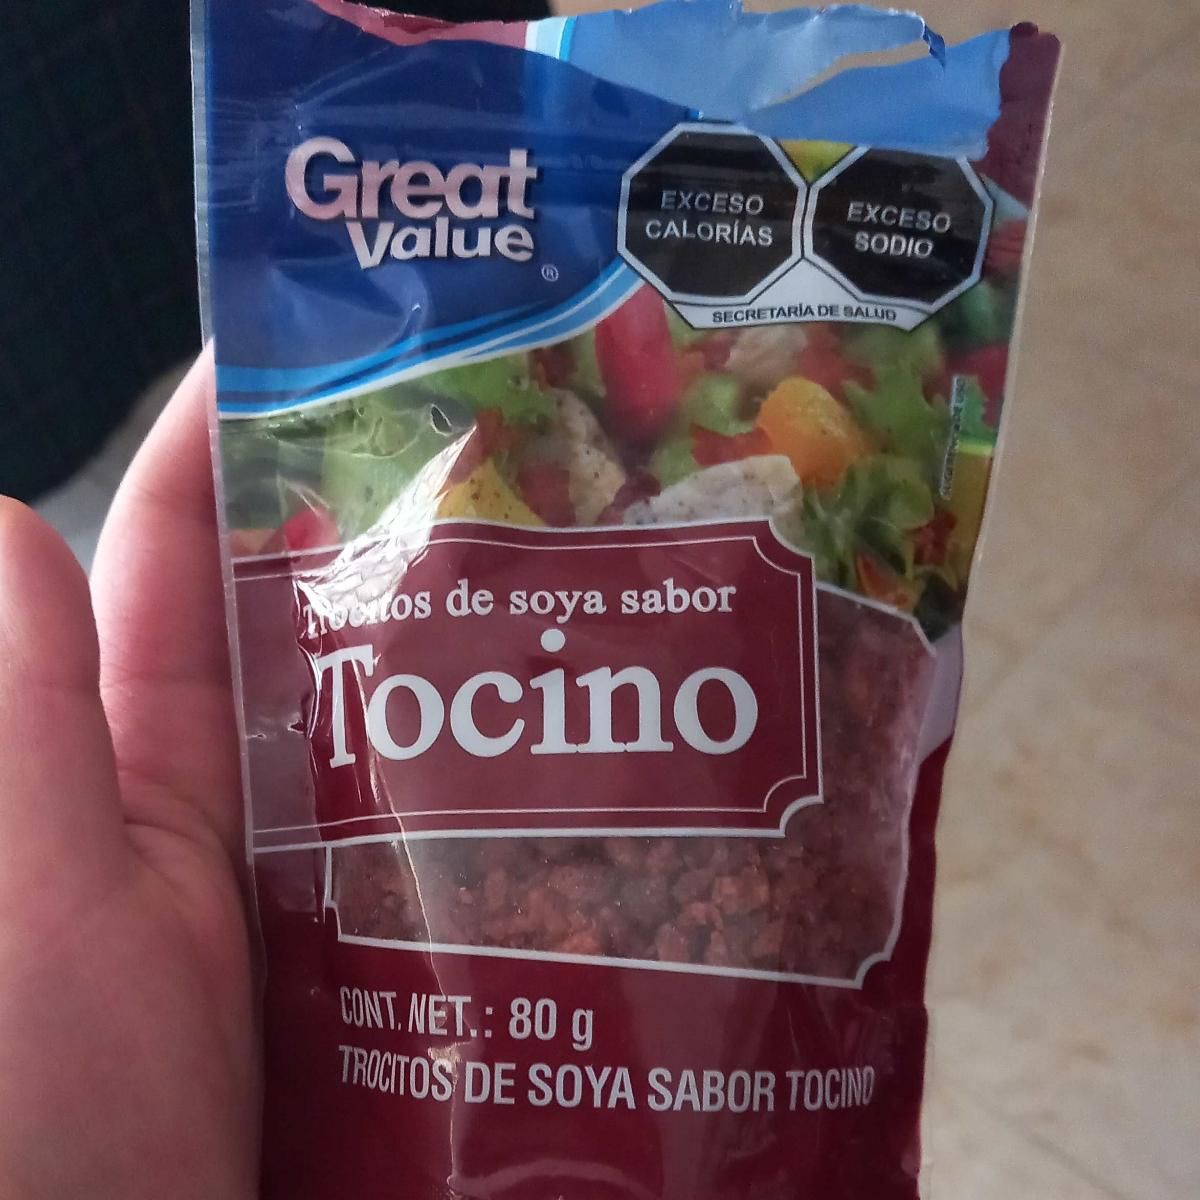 Great
Value
®
EXCESO
CALORÍAS
EXCESO
SODIO
SECRETARÍA DE SALUD
Trocitos de soya sabor
Tocino
CONT. NET.: 80 g
TROCITOS DE SOYA SABOR TOCINO